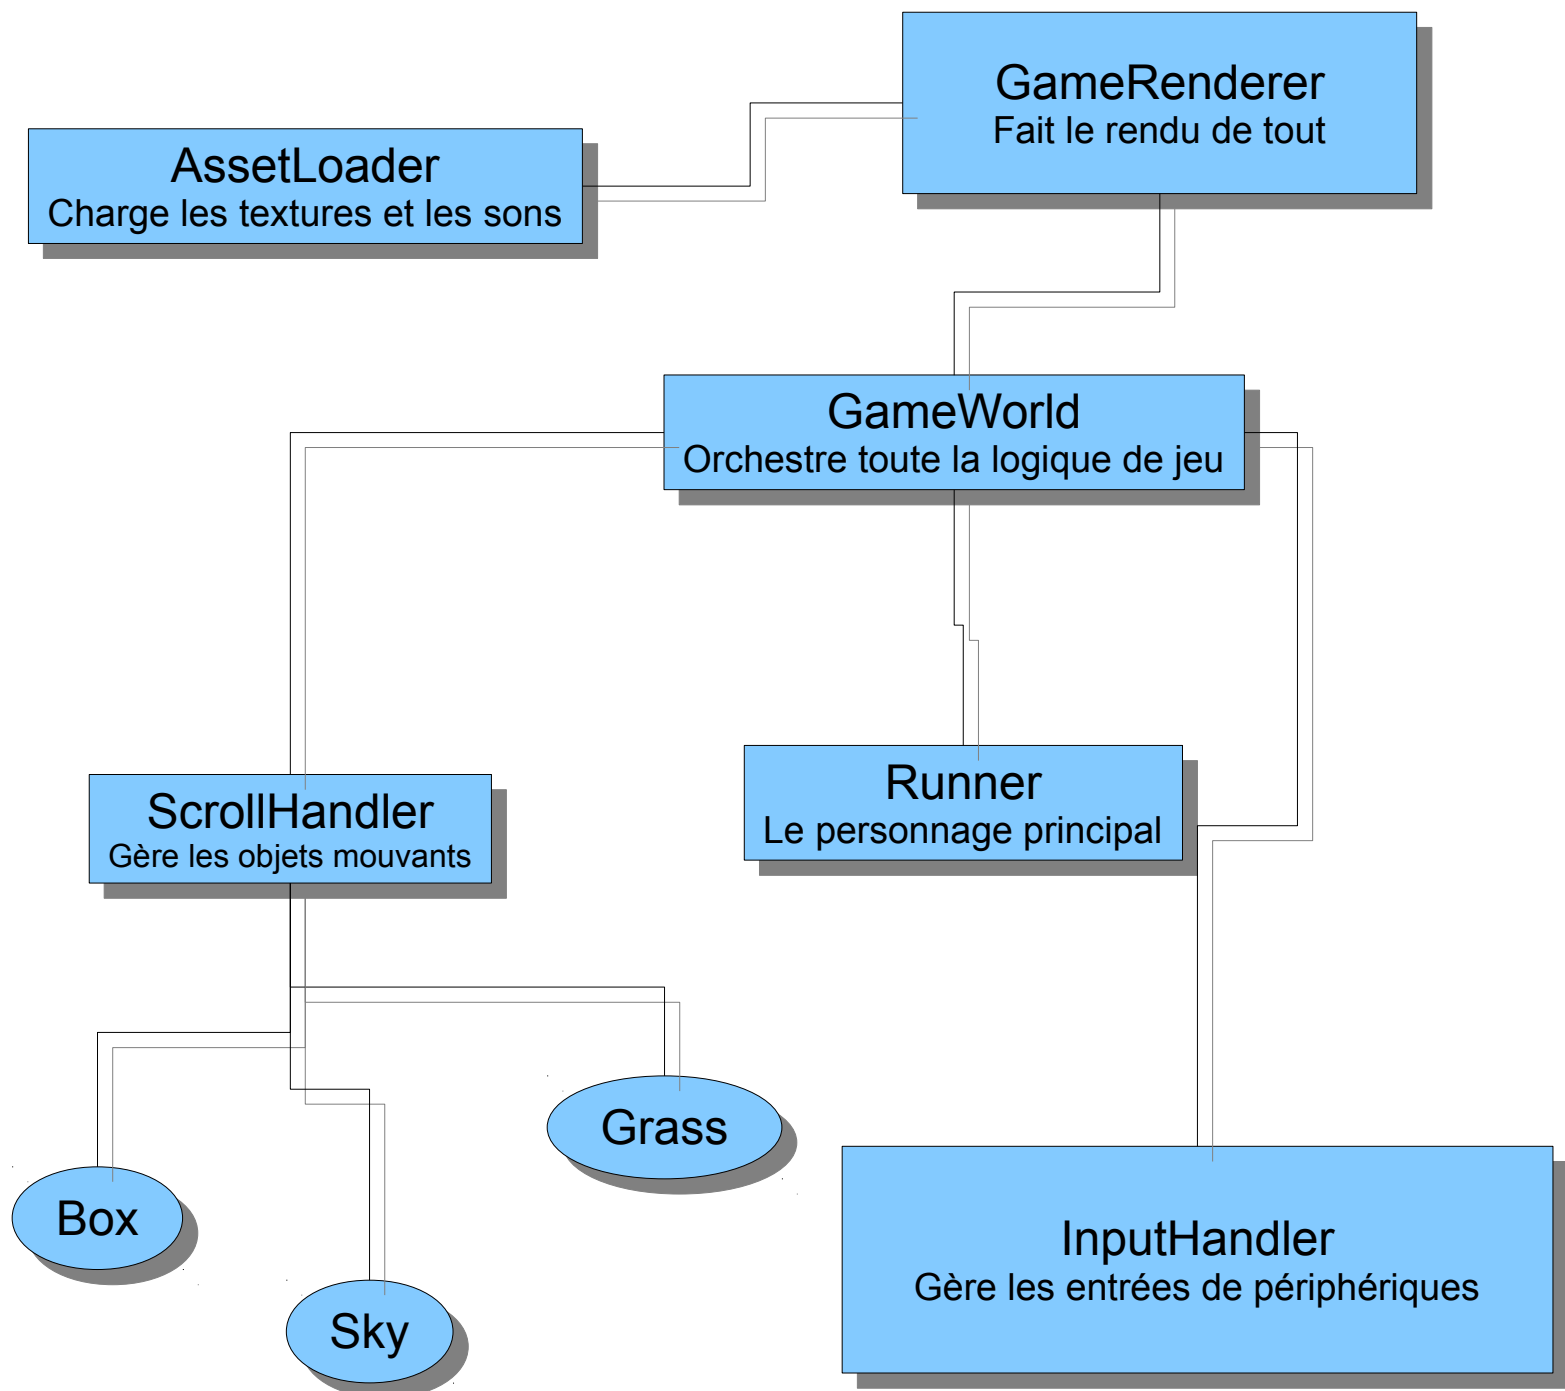 GameRenderer
Fait le rendu de tout
AssetLoader
Charge les textures et les sons
GameWorld
Orchestre toute la logique de jeu
Runner
Le personnage principal
ScrollHandler
Gère les objets mouvants
Grass
Box
Sky
InputHandler
Gère les entrées de périphériques